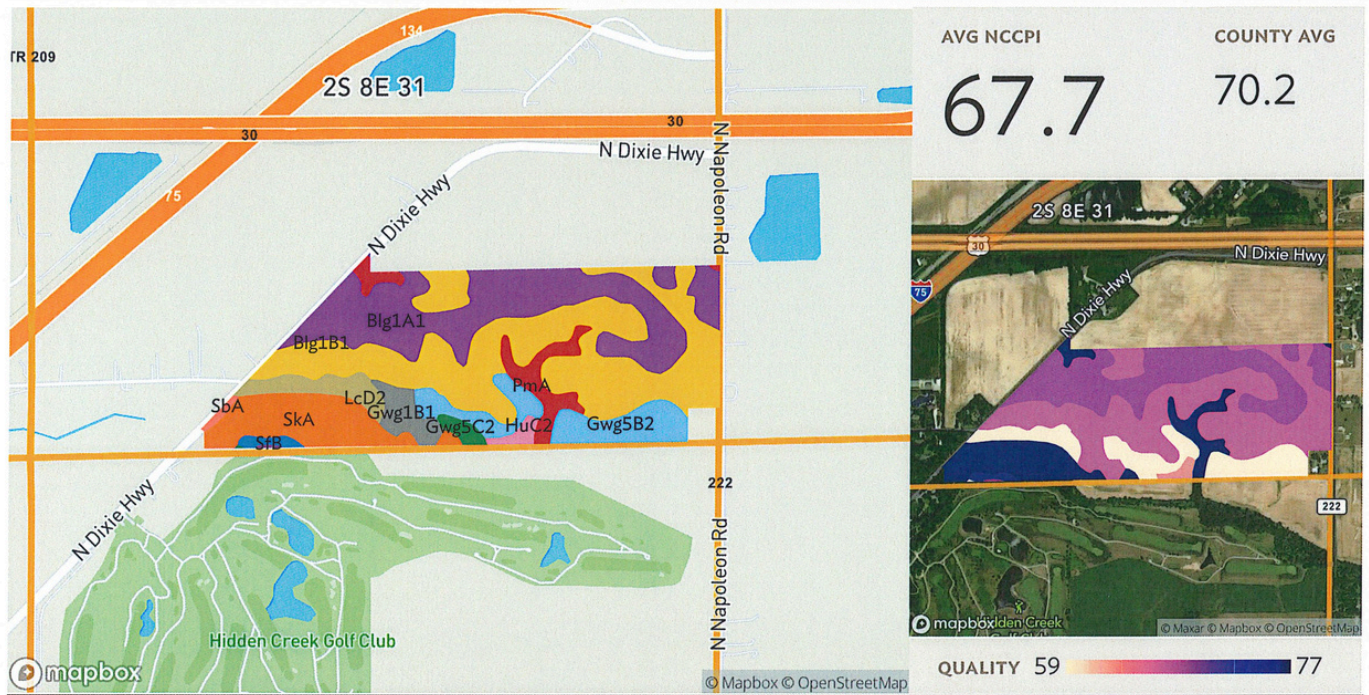 134
TR 209
2S 8E 31
30
30
N Dixie Hwy
N Napoleon Rd
75
N Dixie Hwy
Blg1A1
Blg1B1
PmA
LcD2
SbA
Gwg1B1
SkA
Gwg5C2
HuC2
Gwg5B2
SfB
222
N Dixie Hwy
N Napoleon Rd
Hidden Creek Golf Club
mapbox
© Mapbox © OpenStreetMap
AVG NCCPI
COUNTY AVG
67.7
70.2
2S 8E 31
30
N Dixie Hwy
75
N Dixie Hwy
222
mapbox
lden Creek
© Maxar © Mapbox © OpenStreetMap
QUALITY 59 77